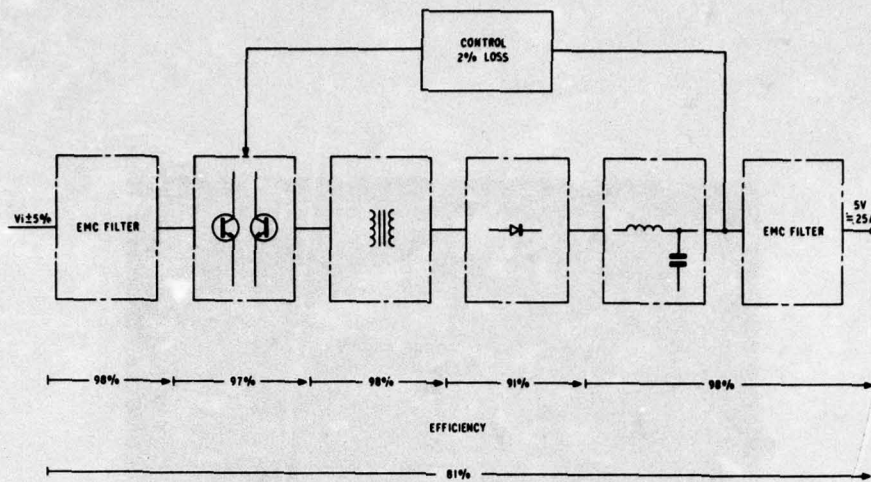 CONTROL
2% LOSS
Vi±5%
EMC FILTER
EMC FILTER
5V
98%
97%
98%
91%
98%
EFFICIENCY
81%